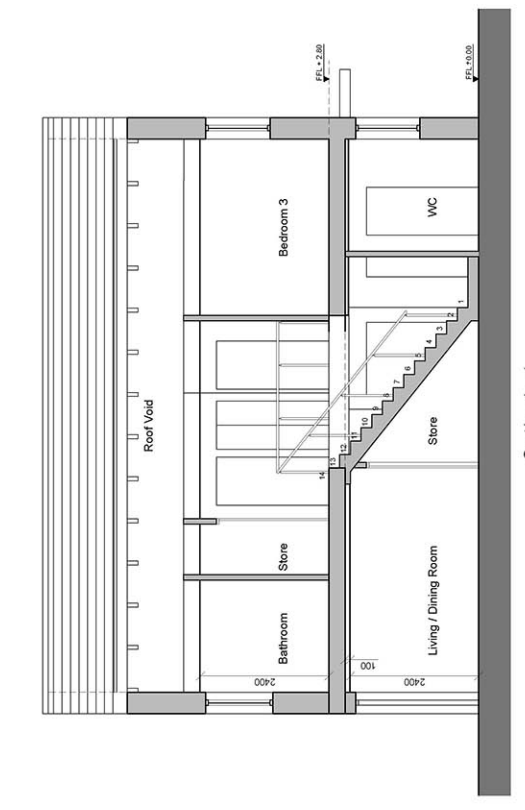 FFL + 2.60
FFL ±0.00
Roof Void
Bathroom
Store
Bedroom 3
2400
100
2400
Living / Dining Room
Store
WC
14
13
12
11
10
9
8
7
6
5
4
3
2
1